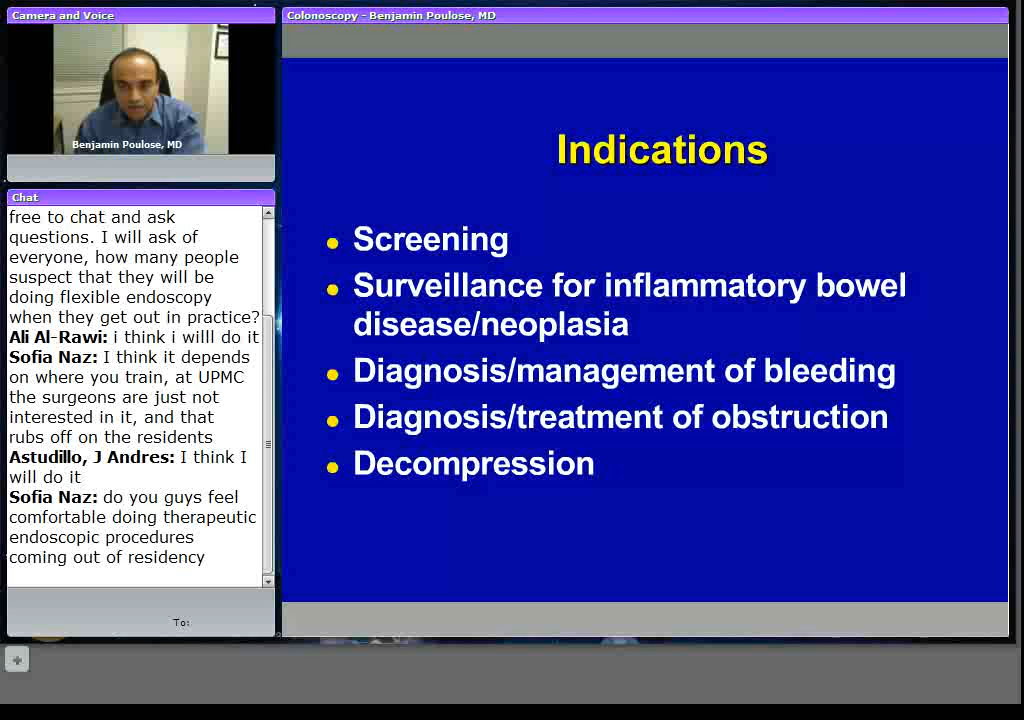 Camera and Voice
Benjamin Poulose, MD
Chat
free to chat and ask
questions. I will ask of
everyone, how many people
suspect that they will be
doing flexible endoscopy
when they get out in practice?
Ali Al-Rawi: i think i willl do it
Sofia Naz: I think it depends
on where you train, at UPMC
the surgeons are just not
interested in it, and that
rubs off on the residents
Astudillo, J Andres: I think I
will do it
Sofia Naz: do you guys feel
comfortable doing therapeutic
endoscopic procedures
coming out of residency
To:
Colonoscopy - Benjamin Poulose, MD
Indications
• Screening
• Surveillance for inflammatory bowel
disease/neoplasia
• Diagnosis/management of bleeding
• Diagnosis/treatment of obstruction
• Decompression